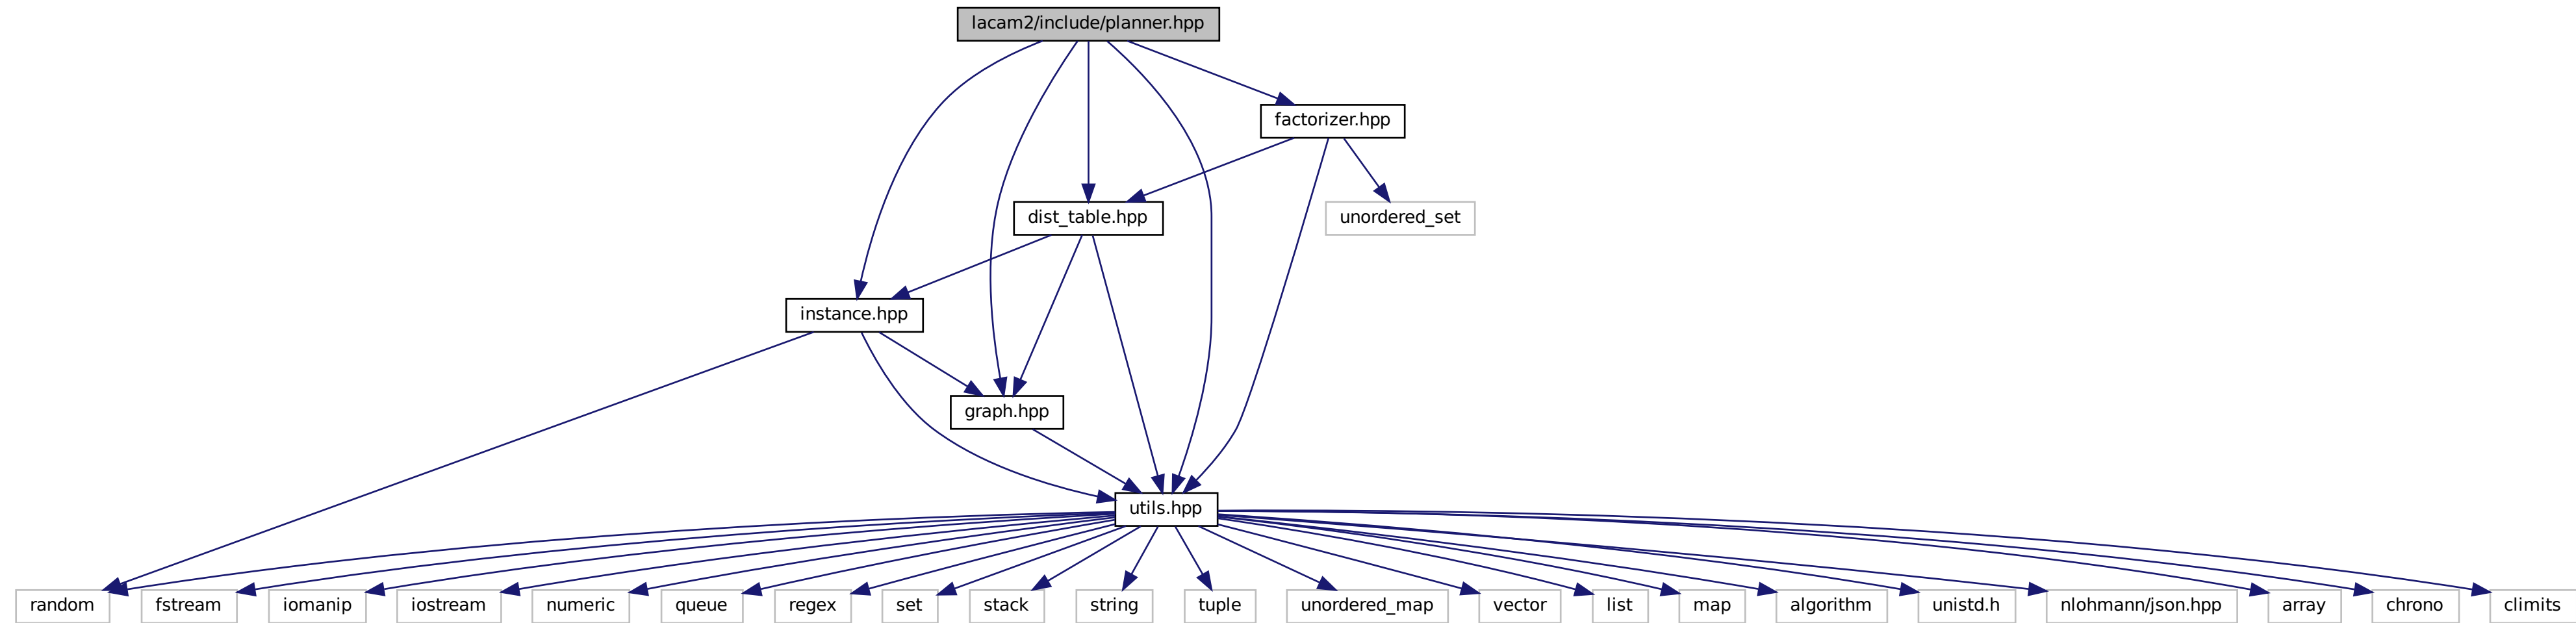 lacam2/include/planner.hpp
factorizer.hpp
dist_table.hpp
unordered_set
instance.hpp
graph.hpp
utils.hpp
random
fstream
iomanip
iostream
numeric
queue
regex
set
stack
string
tuple
unordered_map
vector
list
map
algorithm
unistd.h
nlohmann/json.hpp
array
chrono
climits